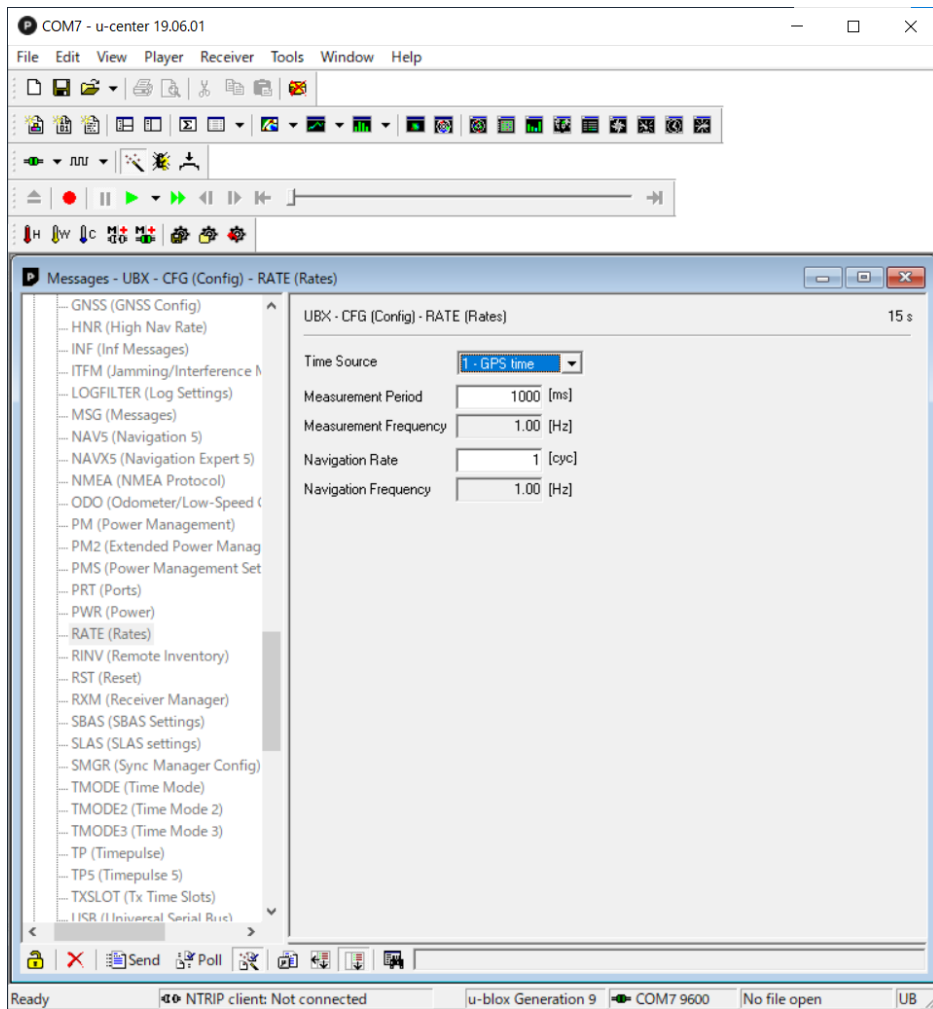 COM7 - u-center 19.06.01
File Edit View Player Receiver Tools Window Help
H W C
Messages - UBX - CFG (Config) - RATE (Rates)
GNSS (GNSS Config)
HNR (High Nav Rate)
INF (Inf Messages)
ITFM (Jamming/Interference
LOGFILTER (Log Settings)
MSG (Messages)
NAV5 (Navigation 5)
NAVX5 (Navigation Expert 5)
NMEA (NMEA Protocol)
ODO (Odometer/Low-Speed
PM (Power Management)
PM2 (Extended Power Manag
PMS (Power Management Set
PRT (Ports)
PWR (Power)
RATE (Rates)
RINV (Remote Inventory)
RST (Reset)
RXM (Receiver Manager)
SBAS (SBAS Settings)
SLAS (SLAS settings)
SMGR (Sync Manager Config)
TMODE (Time Mode)
TMODE2 (Time Mode 2)
TMODE3 (Time Mode 3)
TP (Timepulse)
TP5 (Timepulse 5)
TXSLOT (Tx Time Slots)
USB (Universal Serial Bus)
UBX - CFG (Config) - RATE (Rates) 15 s
Time Source 1 - GPS time
Measurement Period 1000 [ms]
Measurement Frequency 1.00 [Hz]
Navigation Rate 1 [cyc]
Navigation Frequency 1.00 [Hz]
Send Poll
Ready NTRIP client: Not connected u-blox Generation 9 COM7 9600 No file open UB